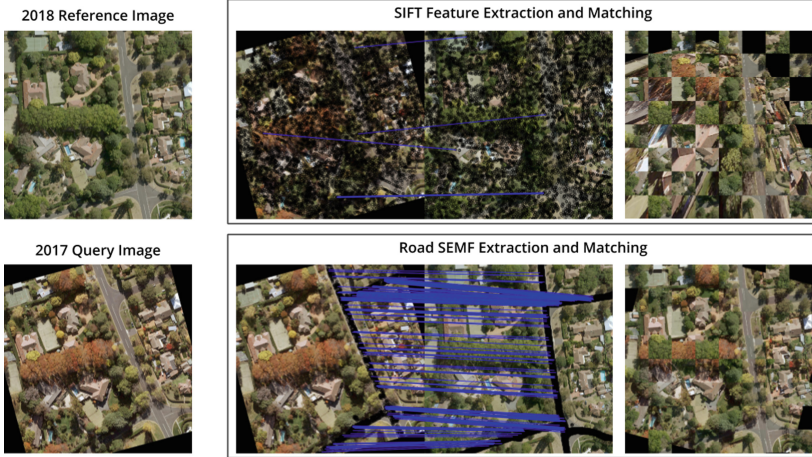 2018 Reference Image
SIFT Feature Extraction and Matching
2017 Query Image
Road SEMF Extraction and Matching